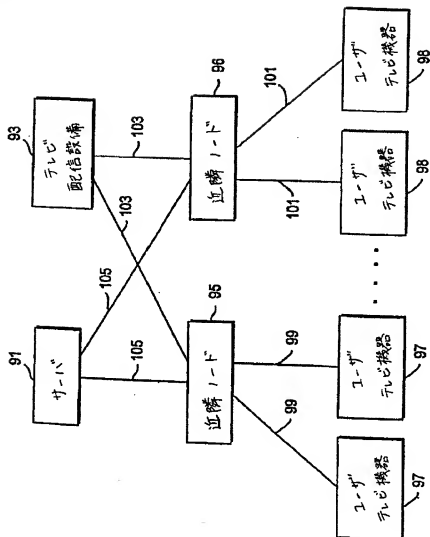 91
サーバ
93
テレビ
配信設備
105
105
103
103
95
近隣ノード
96
近隣ノード
99
99
101
101
ユーザ
テレビ機器
97
ユーザ
テレビ機器
97
ユーザ
テレビ機器
98
ユーザ
テレビ機器
98